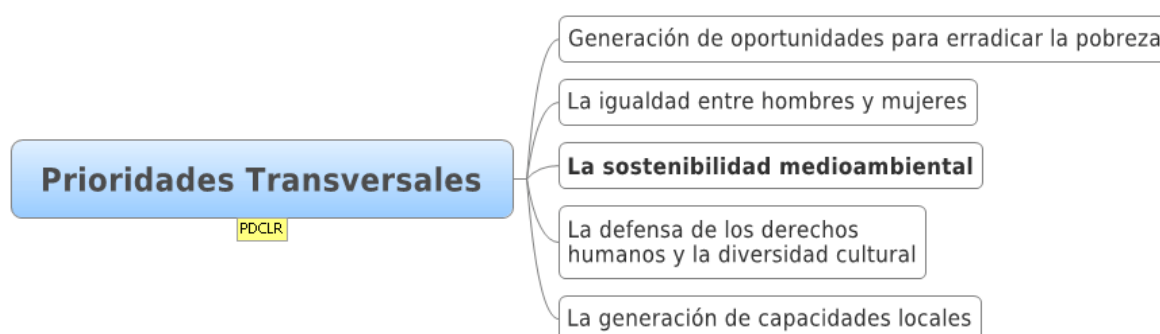 Generación de oportunidades para erradicar la pobreza
La igualdad entre hombres y mujeres
La sostenibilidad medioambiental
Prioridades Transversales
PDCLR
La defensa de los derechos
humanos y la diversidad cultural
La generación de capacidades locales